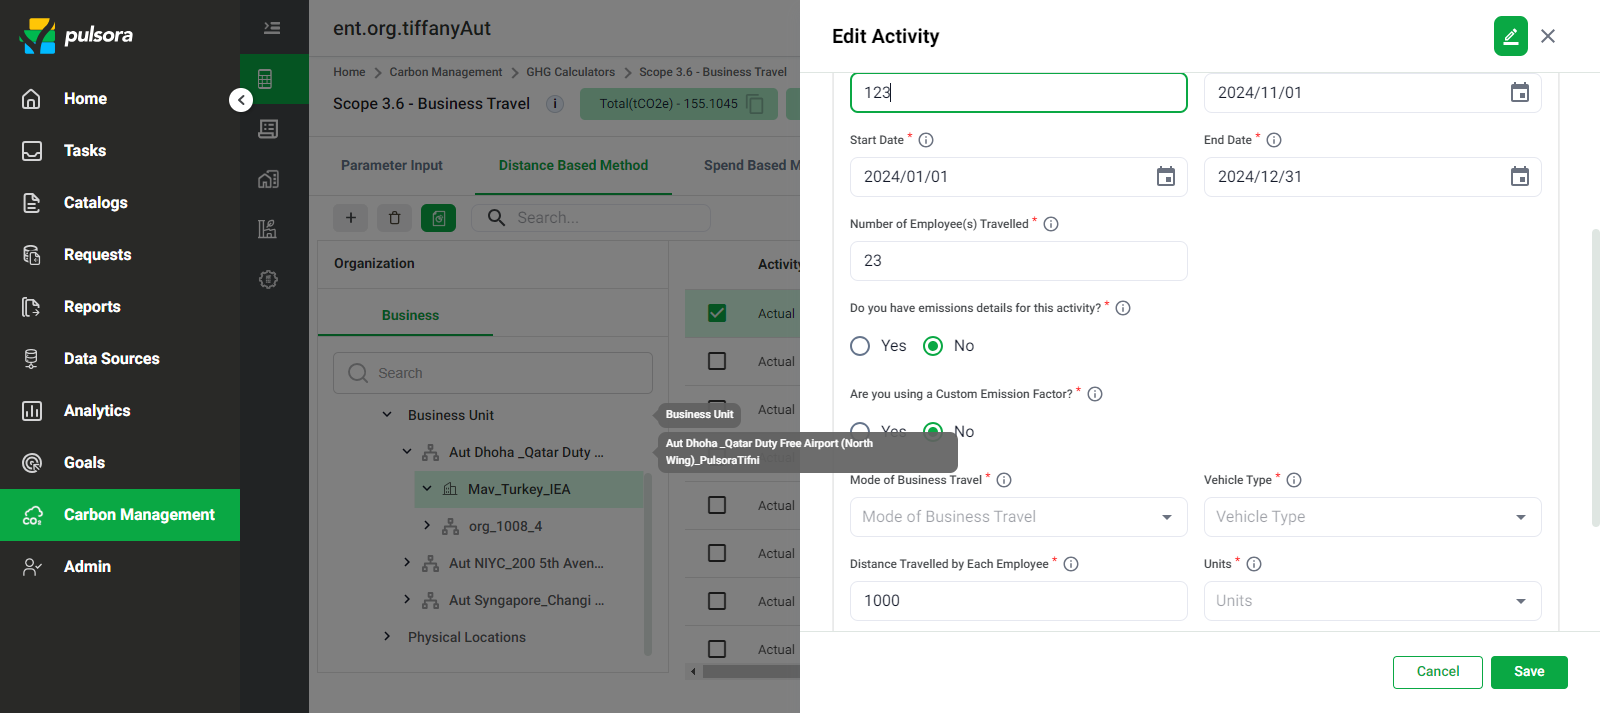 pulsora
Home
Tasks
Catalogs
Requests
Reports
Data Sources
Analytics
Goals
Carbon Management
Admin
ent.org.tiffanyAut
Home > Carbon Management > GHG Calculators > Scope 3.6 - Business Travel
Scope 3.6 - Business Travel
Total(tCO2e) - 155.1045
Parameter Input
Distance Based Method
Spend Based M
Search...
Organization
Business
Search
Business Unit
Aut Dhoha _Qatar Duty ...
Mav_Turkey_IEA
org_1008_4
Aut NIYC_200 5th Aven...
Aut Syngapore_Changi ...
Physical Locations
Business Unit
Aut Dhoha _Qatar Duty Free Airport (North
Wing)_PulsoraTifni
Activity
Actual
Actual
Actual
Actual
Actual
Actual
Actual
Edit Activity
123
2024/11/01
Start Date *
End Date *
2024/01/01
2024/12/31
Number of Employee(s) Travelled *
23
Do you have emissions details for this activity? *
Yes
No
Are you using a Custom Emission Factor? *
Yes
No
Mode of Business Travel *
Vehicle Type *
Mode of Business Travel
Vehicle Type
Distance Travelled by Each Employee *
Units *
1000
Units
Cancel
Save